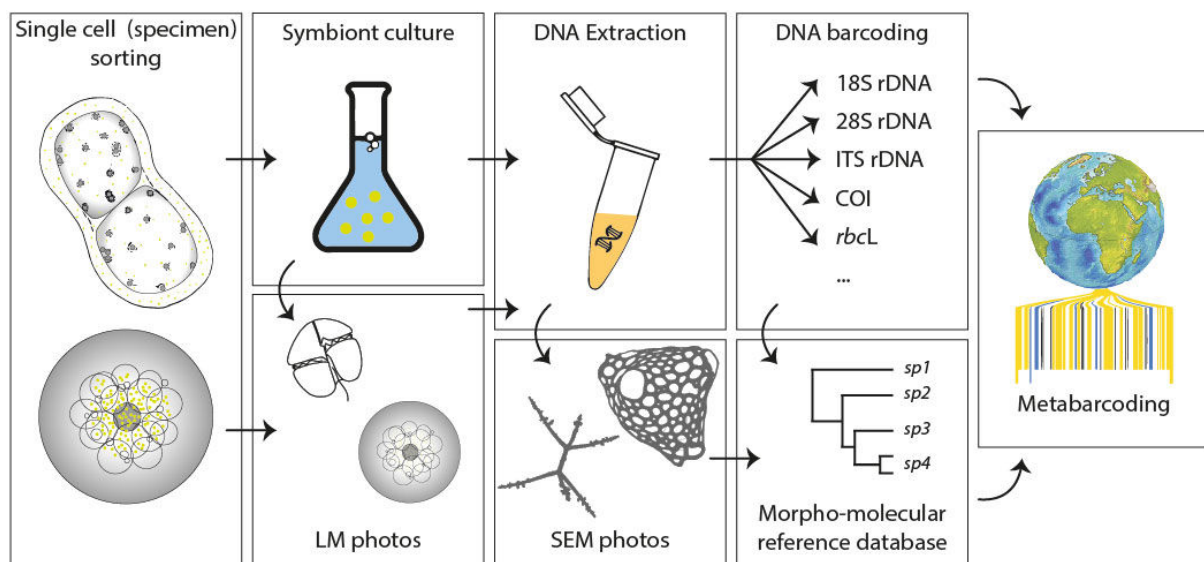 Single cell (specimen)
sorting
Symbiont culture
DNA Extraction
DNA barcoding
18S rDNA
28S rDNA
ITS rDNA
COI
rbcL
...
LM photos
SEM photos
sp1
sp2
sp3
sp4
Morpho-molecular
reference database
Metabarcoding